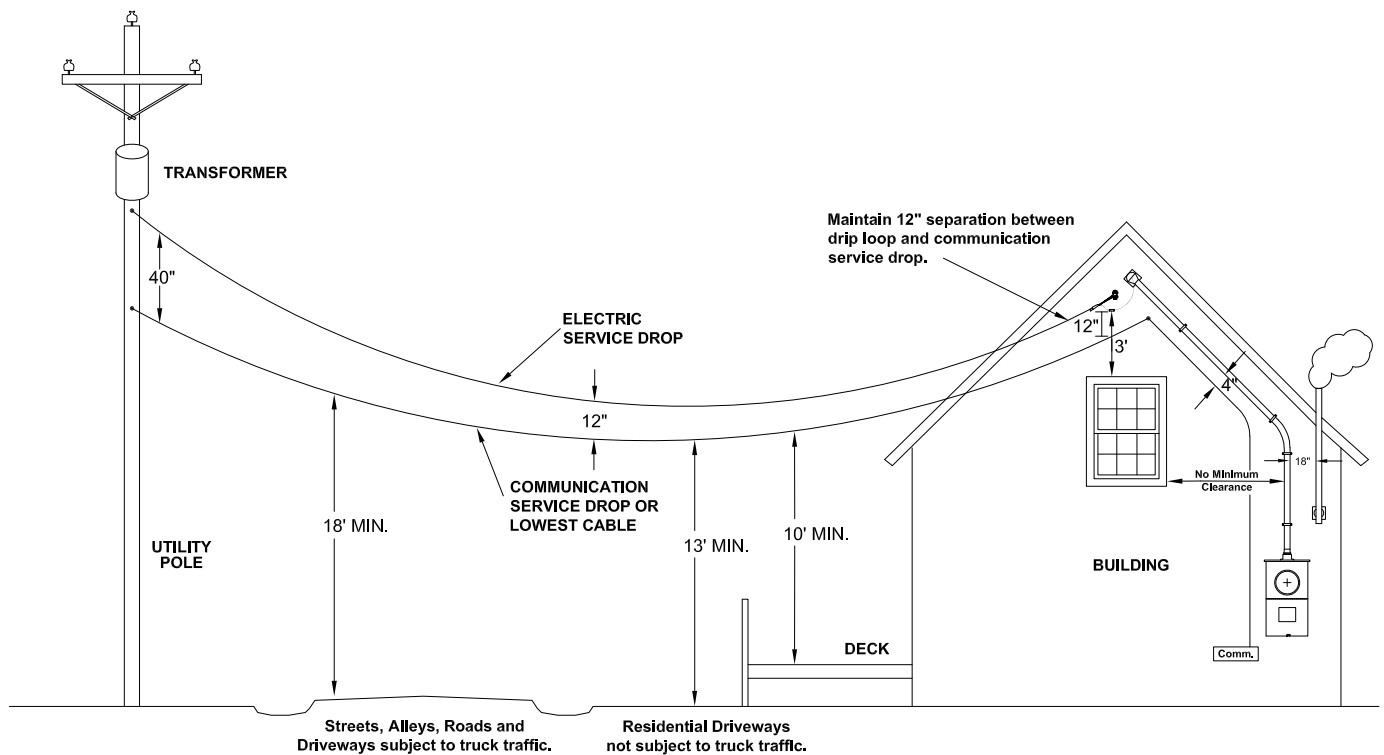 TRANSFORMER
40"
Maintain 12" separation between
drip loop and communication
service drop.
ELECTRIC
SERVICE DROP
12"
3'
4"
12"
18"
No Minimum
Clearance
COMMUNICATION
SERVICE DROP OR
LOWEST CABLE
18' MIN.
13' MIN.
10' MIN.
UTILITY
POLE
BUILDING
DECK
Comm.
Streets, Alleys, Roads and
Driveways subject to truck traffic.
Residential Driveways
not subject to truck traffic.